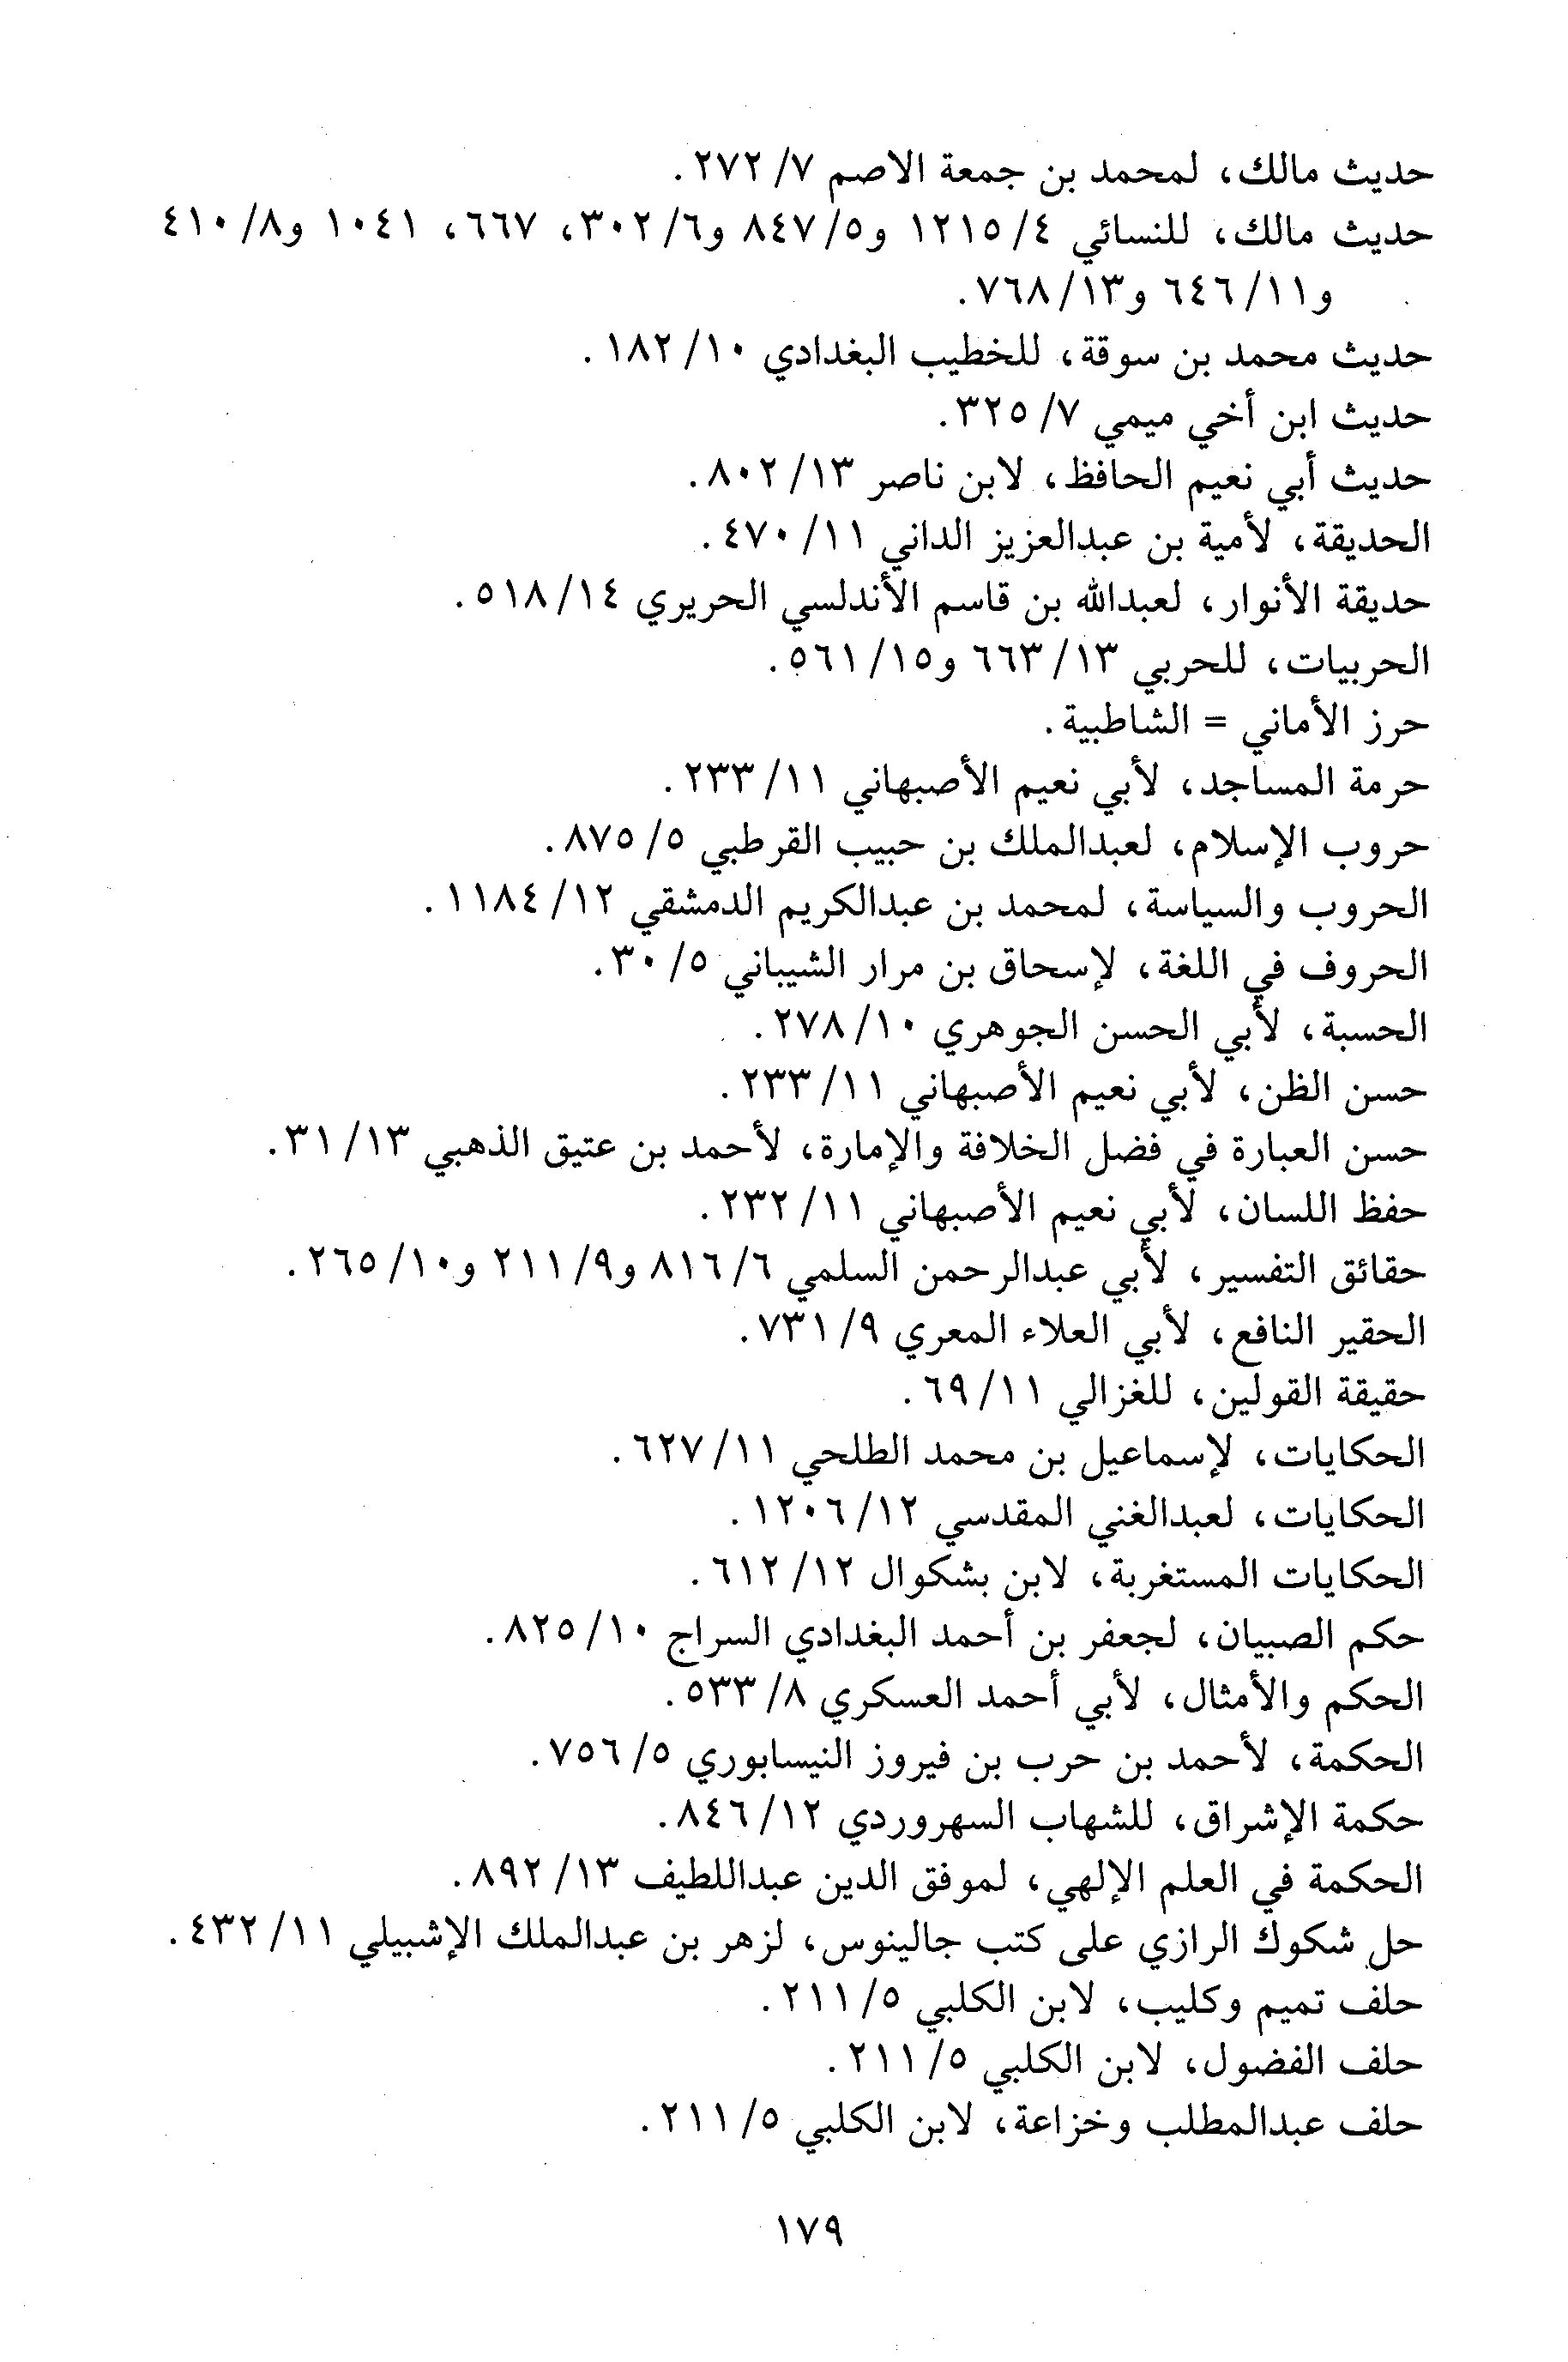 حديث مالك، لمحمد بن جمعة الاصم ٧/ ٢٧٢.
حديث مالك، للنسائي ٤/ ١٢١٥ و٥/ ٨٤٧ و٦/ ٣٠٢، ٦٦٧، ١٠٤١ و٨/ ٤١٠
و١١/ ٦٤٦ و١٣/ ٧٦٨.
حديث محمد بن سوقة، للخطيب البغدادي ١٠/ ١٨٢.
حديث ابن أخي ميمي ٧/ ٣٢٥.
حديث أبي نعيم الحافظ، لابن ناصر ١٣/ ٨٠٢.
الحديقة، لأمية بن عبدالعزيز الداني ١١/ ٤٧٠.
حديقة الأنوار، لعبدالله بن قاسم الأندلسي الحريري ١٤/ ٥١٨.
الحربيات، للحربي ١٣/ ٦٦٣ و١٥/ ٥٦١.
حرز الأماني = الشاطبية.
حرمة المساجد، لأبي نعيم الأصبهاني ١١/ ٢٣٣.
حروب الإسلام، لعبدالملك بن حبيب القرطبي ٥/ ٨٧٥.
الحروب والسياسة، لمحمد بن عبدالكريم الدمشقي ١٢/ ١١٨٤.
الحروف في اللغة، لإسحاق بن مرار الشيباني ٥/ ٣٠.
الحسبة، لأبي الحسن الجوهري ١٠/ ٢٧٨.
حسن الظن، لأبي نعيم الأصبهاني ١١/ ٢٣٣.
حسن العبارة في فضل الخلافة والإمارة، لأحمد بن عتيق الذهبي ١٣/ ٣١.
حفظ اللسان، لأبي نعيم الأصبهاني ١١/ ٢٣٢.
حقائق التفسير، لأبي عبدالرحمن السلمي ٦/ ٨١٦ و٩/ ٢١١ و١٠/ ٢٦٥.
الحقير النافع، لأبي العلاء المعري ٩/ ٧٣١.
حقيقة القولين، للغزالي ١١/ ٦٩.
الحكايات، لإسماعيل بن محمد الطلحي ١١/ ٦٢٧.
الحكايات، لعبدالغني المقدسي ١٢/ ١٢٠٦.
الحكايات المستغربة، لابن بشكوال ١٢/ ٦١٢.
حكم الصبيان، لجعفر بن أحمد البغدادي السراج ١٠/ ٨٢٥.
الحكم والأمثال، لأبي أحمد العسكري ٨/ ٥٣٣.
الحكمة، لأحمد بن حرب بن فيروز النيسابوري ٥/ ٧٥٦.
حكمة الإشراق، للشهاب السهروردي ١٢/ ٨٤٦.
الحكمة في العلم الإلهي، لموفق الدين عبداللطيف ١٣/ ٨٩٢.
حل شكوك الرازي على كتب جالينوس، لزهر بن عبدالملك الإشبيلي ١١/ ٤٣٢.
حلف تميم وكليب، لابن الكلبي ٥/ ٢١١.
حلف الفضول، لابن الكلبي ٥/ ٢١١.
حلف عبدالمطلب وخزاعة، لابن الكلبي ٥/ ٢١١.
١٧٩